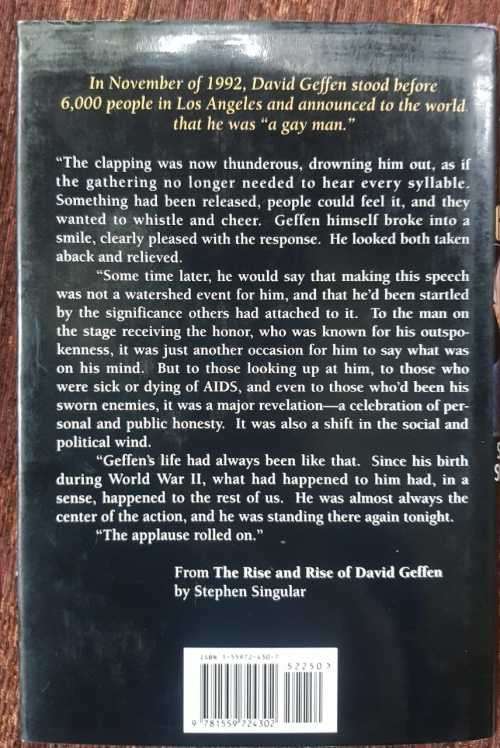 In November of 1992, David Geffen stood before
6,000 people in Los Angeles and announced to the world
that he was “a gay man.”
“The clapping was now thunderous, drowning him out, as if
the gathering no longer needed to hear every syllable.
Something had been released, people could feel it, and they
wanted to whistle and cheer. Geffen himself broke into a
smile, clearly pleased with the response. He looked both taken
aback and relieved.
“Some time later, he would say that making this speech
was not a watershed event for him, and that he’d been startled
by the significance others had attached to it. To the man on
the stage receiving the honor, who was known for his outspo-
kenness, it was just another occasion for him to say what was
on his mind. But to those looking up at him, to those who
were sick or dying of AIDS, and even to those who’d been his
sworn enemies, it was a major revelation—a celebration of per-
sonal and public honesty. It was also a shift in the social and
political wind.
“Geffen’s life had always been like that. Since his birth
during World War II, what had happened to him had, in a
sense, happened to the rest of us. He was almost always the
center of the action, and he was standing there again tonight.
“The applause rolled on.”
From The Rise and Rise of David Geffen
by Stephen Singular
ISBN 1-55972-430-7
52250
9 781559 724302